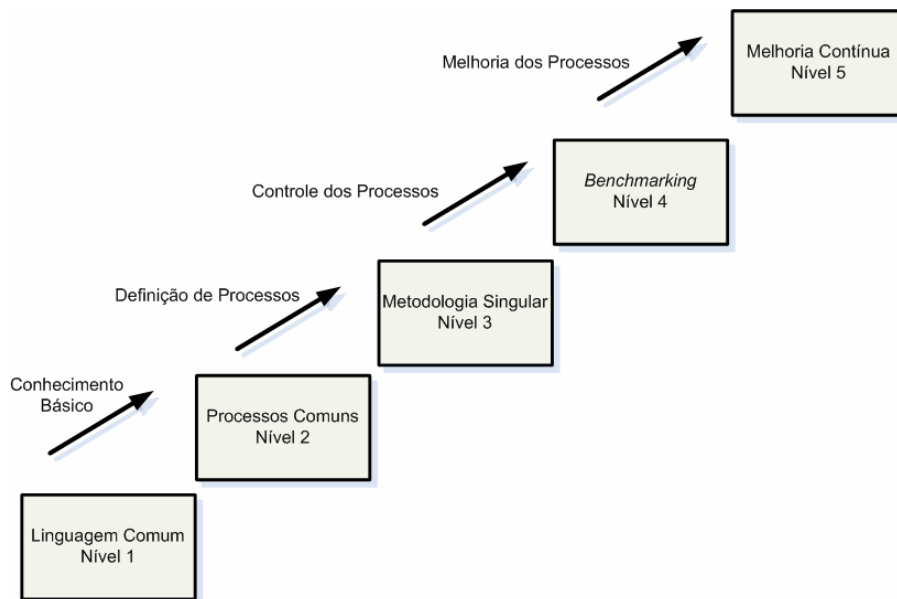 Melhoria dos Processos
Melhoria Contínua
Nível 5
Controle dos Processos
Benchmarking
Nível 4
Definição de Processos
Metodologia Singular
Nível 3
Conhecimento
Básico
Processos Comuns
Nível 2
Linguagem Comum
Nível 1